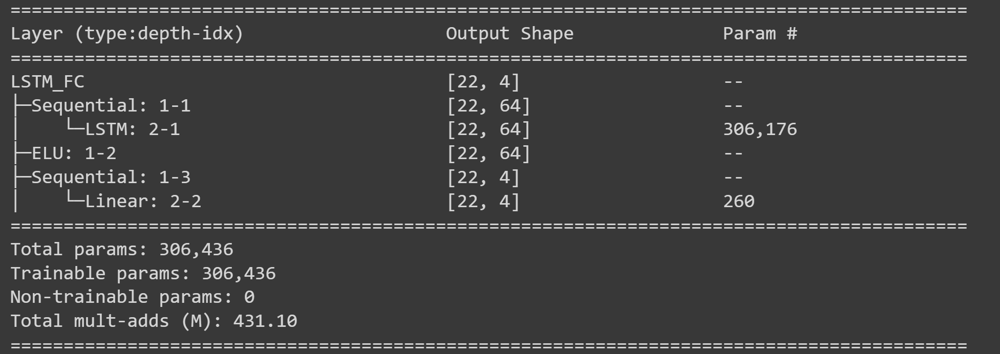 ==========================================================================================
Layer (type:depth-idx)                   Output Shape              Param #
==========================================================================================
LSTM_FC                                  [22, 4]                   --
├─Sequential: 1-1                        [22, 64]                  --
│    └─LSTM: 2-1                         [22, 64]                  306,176
├─ELU: 1-2                               [22, 64]                  --
├─Sequential: 1-3                        [22, 4]                   --
│    └─Linear: 2-2                       [22, 4]                   260
==========================================================================================
Total params: 306,436
Trainable params: 306,436
Non-trainable params: 0
Total mult-adds (M): 431.10
==========================================================================================